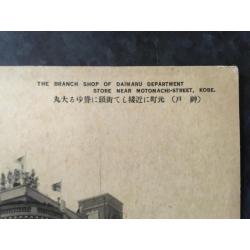 THE BRANCH SHOP OF DAIMARU DEPARTMENT
STORE NEAR MOTOMACHI-STREET, KOBE.
丸大るゆ聳に頭街てし接近に町元 （戸神）